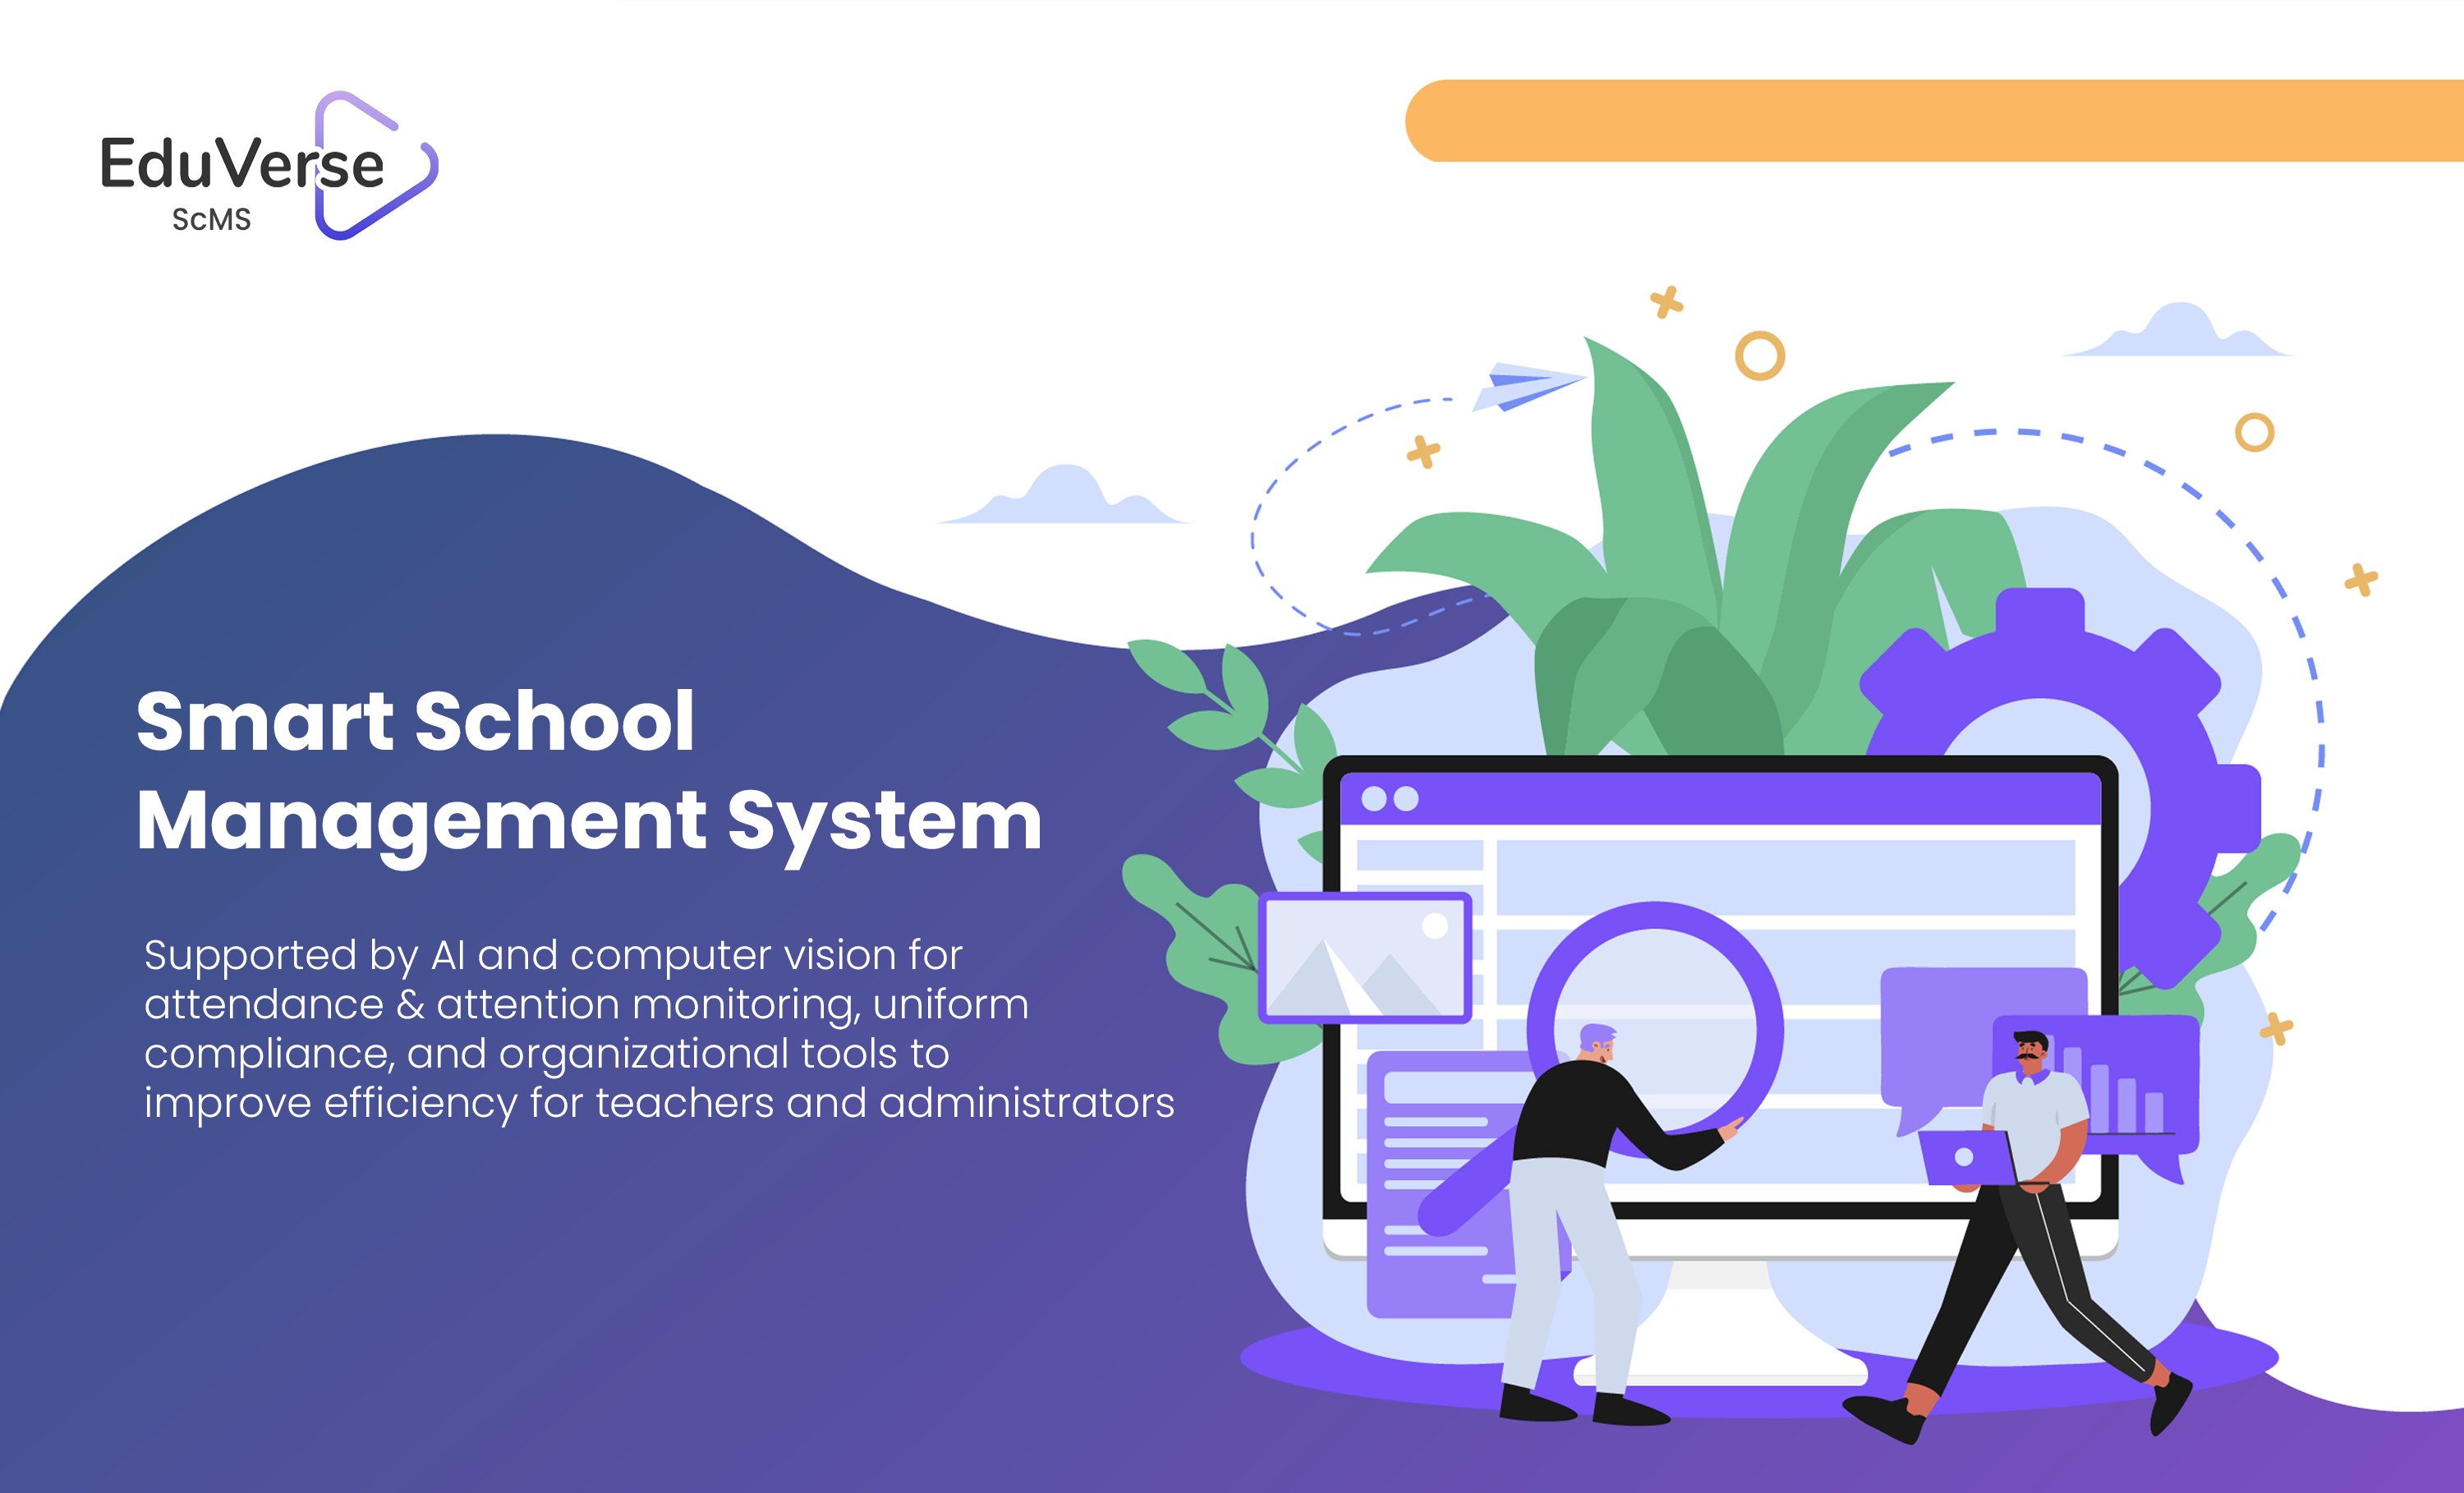 EduVerse
ScMS
Smart School
Management System
Supported by AI and computer vision for
attendance & attention monitoring, uniform
compliance, and organizational tools to
improve efficiency for teachers and administrators